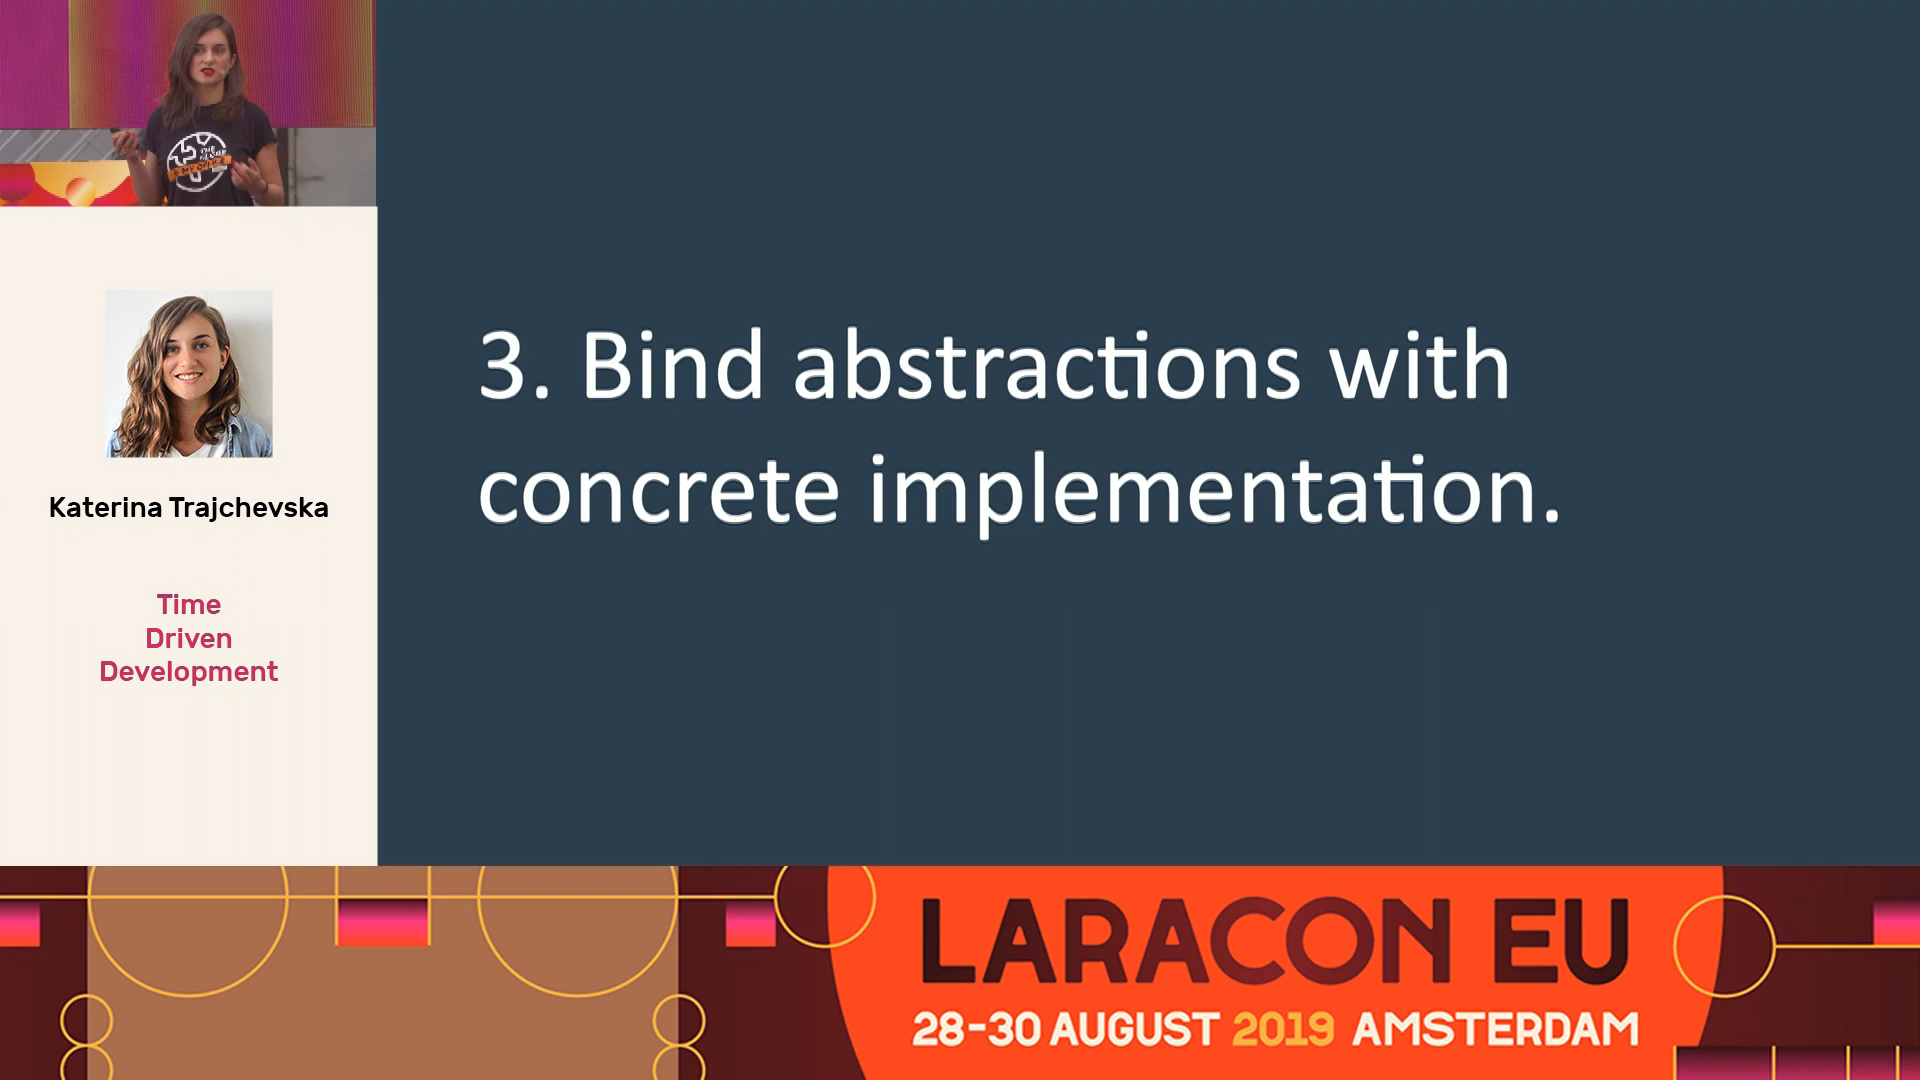 3. Bind abstractions with
concrete implementation.
Katerina Trajchevska
Time
Driven
Development
LARACON EU
28-30 AUGUST 2019 AMSTERDAM